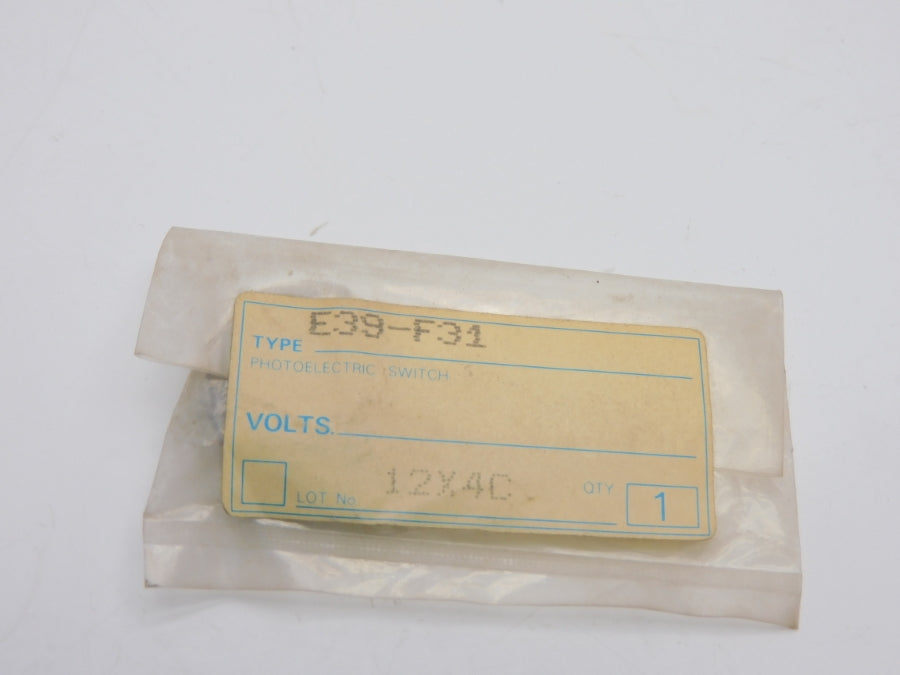 TYPE E39-F31
PHOTOELECTRIC SWITCH
VOLTS.
LOT No 12X4C QTY 1